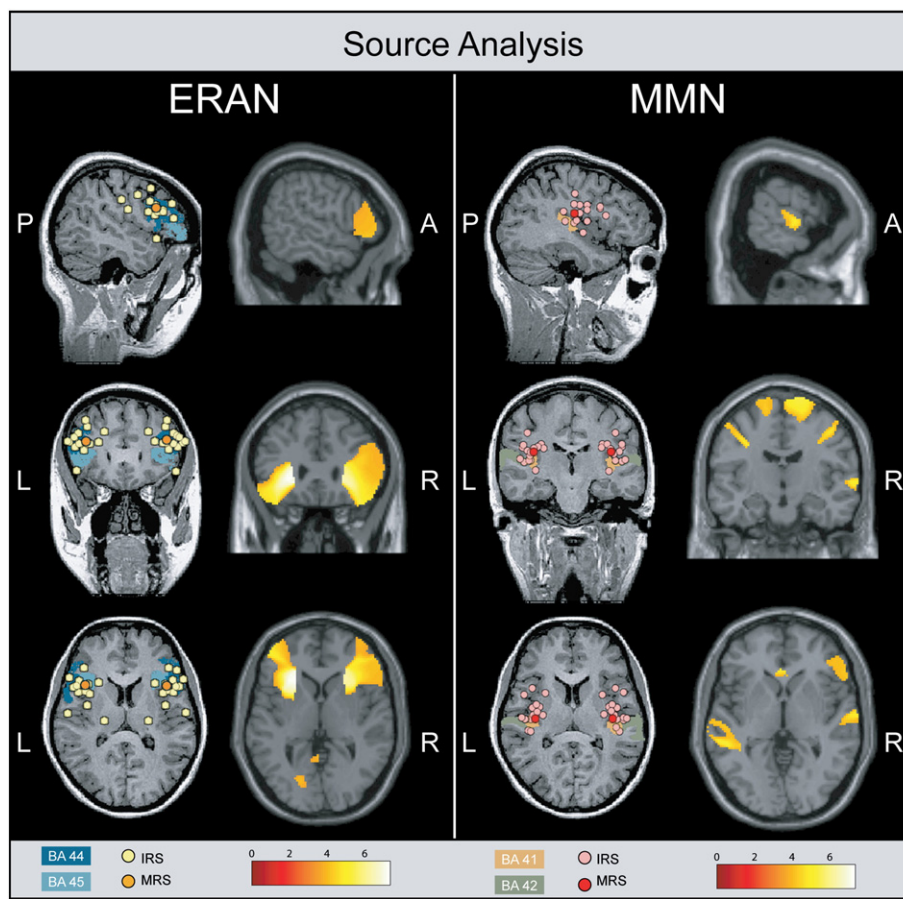 Source Analysis
ERAN
MMN
P
A
P
A
L
R
L
R
L
R
L
R
BA 44
IRS
BA 45
MRS
0 2 4 6
BA 41
IRS
BA 42
MRS
0 2 4 6